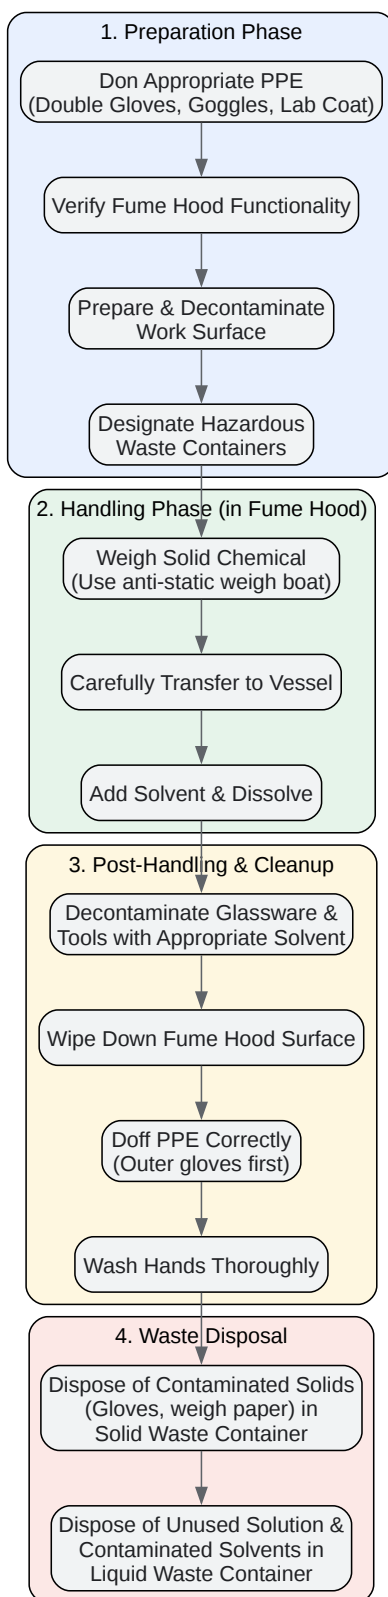 1. Preparation Phase
Don Appropriate PPE
(Double Gloves, Goggles, Lab Coat)
Verify Fume Hood Functionality
Prepare & Decontaminate
Work Surface
Designate Hazardous
Waste Containers
2. Handling Phase (in Fume Hood)
Weigh Solid Chemical
(Use anti-static weigh boat)
Carefully Transfer to Vessel
Add Solvent & Dissolve
3. Post-Handling & Cleanup
Decontaminate Glassware &
Tools with Appropriate Solvent
Wipe Down Fume Hood Surface
Doff PPE Correctly
(Outer gloves first)
Wash Hands Thoroughly
4. Waste Disposal
Dispose of Contaminated Solids
(Gloves, weigh paper) in
Solid Waste Container
Dispose of Unused Solution &
Contaminated Solvents in
Liquid Waste Container